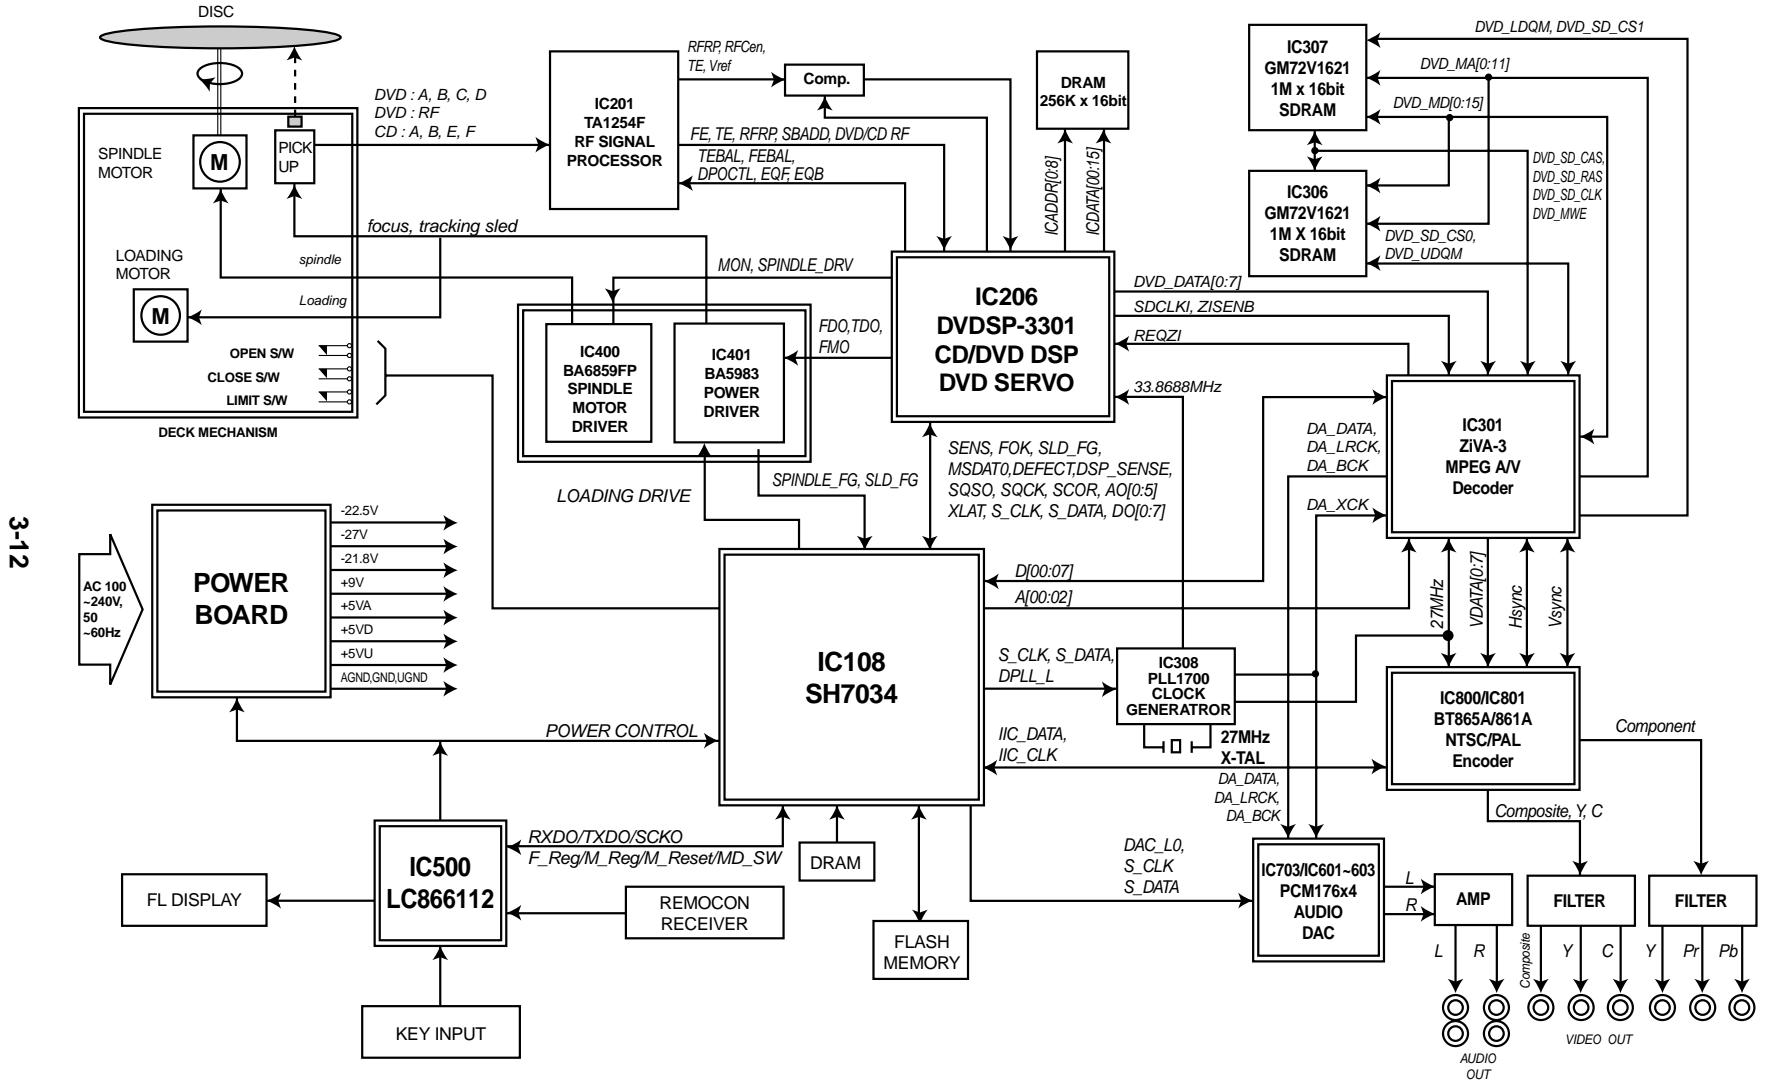 DISC
SPINDLE
MOTOR
M
PICK
UP
LOADING
MOTOR
M
OPEN S/W
CLOSE S/W
LIMIT S/W
DECK MECHANISM
DVD : A, B, C, D
DVD : RF
CD : A, B, E, F
focus, tracking sled
spindle
Loading
IC201
TA1254F
RF SIGNAL
PROCESSOR
RFRP, RFCen,
TE, Vref
Comp.
FE, TE, RFRP, SBADD, DVD/CD RF
TEBAL, FEBAL,
DPOCTL, EQF, EQB
DRAM
256K x 16bit
ICADDR[0:8]
ICDATA[00:15]
IC307
GM72V1621
1M x 16bit
SDRAM
DVD_LDQM, DVD_SD_CS1
DVD_MA[0:11]
DVD_MD[0:15]
DVD_SD_CAS,
DVD_SD_RAS
DVD_SD_CLK
DVD_MWE
IC306
GM72V1621
1M X 16bit
SDRAM
DVD_SD_CS0,
DVD_UDQM
MON, SPINDLE_DRV
IC206
DVDSP-3301
CD/DVD DSP
DVD SERVO
DVD_DATA[0:7]
SDCLKI, ZISENB
REQZI
33.8688MHz
FDO,TDO,
FMO
IC400
BA6859FP
SPINDLE
MOTOR
DRIVER
IC401
BA5983
POWER
DRIVER
LOADING DRIVE
SPINDLE_FG, SLD_FG
SENS, FOK, SLD_FG,
MSDAT0,DEFECT,DSP_SENSE,
SQSO, SQCK, SCOR, AO[0:5]
XLAT, S_CLK, S_DATA, DO[0:7]
IC301
ZiVA-3
MPEG A/V
Decoder
DA_DATA,
DA_LRCK,
DA_BCK
DA_XCK
3-12
AC 100
~240V,
50
~60Hz
POWER
BOARD
-22.5V
-27V
-21.8V
+9V
+5VA
+5VD
+5VU
AGND,GND,UGND
POWER CONTROL
IC108
SH7034
D[00:07]
A[00:02]
27MHz
VDATA[0:7]
Hsync
Vsync
S_CLK, S_DATA,
DPLL_L
IC308
PLL1700
CLOCK
GENERATROR
27MHz
X-TAL
IIC_DATA,
IIC_CLK
IC800/IC801
BT865A/861A
NTSC/PAL
Encoder
Component
Composite, Y, C
DA_DATA,
DA_LRCK,
DA_BCK
IC500
LC866112
RXDO/TXDO/SCKO
F_Reg/M_Reg/M_Reset/MD_SW
FL DISPLAY
REMOCON
RECEIVER
KEY INPUT
DRAM
FLASH
MEMORY
DAC_L0,
S_CLK
S_DATA
IC703/IC601~603
PCM176x4
AUDIO
DAC
L
R
AMP
FILTER
FILTER
L
R
Composite
Y
C
Y
Pr
Pb
AUDIO
OUT
VIDEO OUT